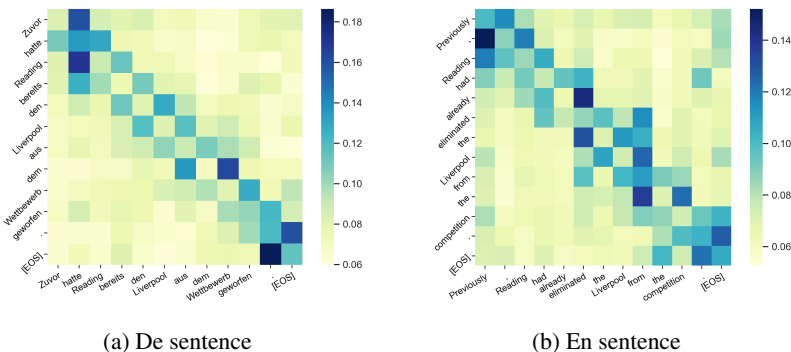 Zuvor
hatte
Reading
bereits
den
Liverpool
aus
dem
Wettbewerb
geworfen
.
[EOS]
Zuvor
hatte
Reading
bereits
den
Liverpool
aus
dem
Wettbewerb
geworfen
.
[EOS]
0.18
0.16
0.14
0.12
0.10
0.08
0.06
(a) De sentence
Previously
,
Reading
had
already
eliminated
the
Liverpool
from
the
competition
.
[EOS]
Previously
,
Reading
had
already
eliminated
the
Liverpool
from
the
competition
.
[EOS]
0.14
0.12
0.10
0.08
0.06
(b) En sentence